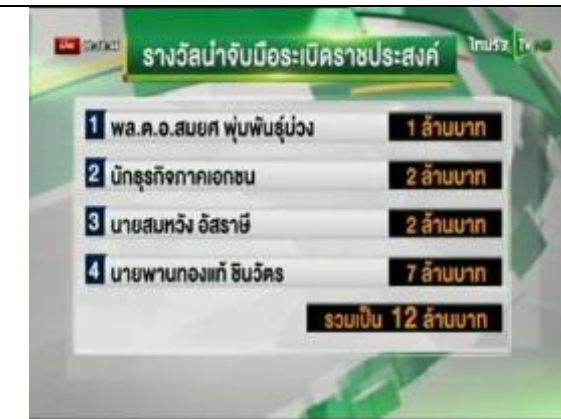 LIVE
รางวัลนำจับมือระเบิดราชประสงค์
ไทยรัฐ TV HD
1 พล.ต.อ.สมยศ พุ่มพันธุ์ม่วง 1 ล้านบาท
2 นักธุรกิจภาคเอกชน 2 ล้านบาท
3 นายสมหวัง อัสราษี 2 ล้านบาท
4 นายพานทองแท้ ชินวัตร 7 ล้านบาท
รวมเป็น 12 ล้านบาท